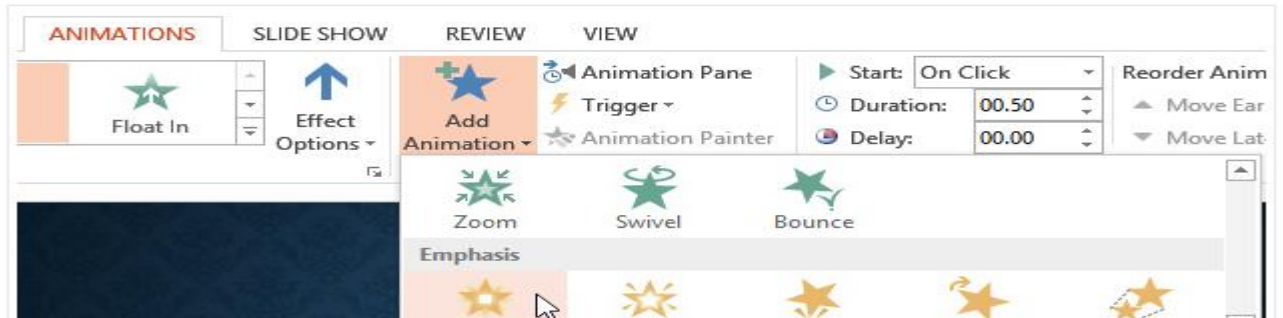 ANIMATIONS SLIDE SHOW REVIEW VIEW
Float In
Effect Options
Add Animation
Animation Pane
Trigger
Animation Painter
Start: On Click
Duration: 00.50
Delay: 00.00
Reorder Anim
Move Ear
Move Lat
Zoom Swivel Bounce
Emphasis